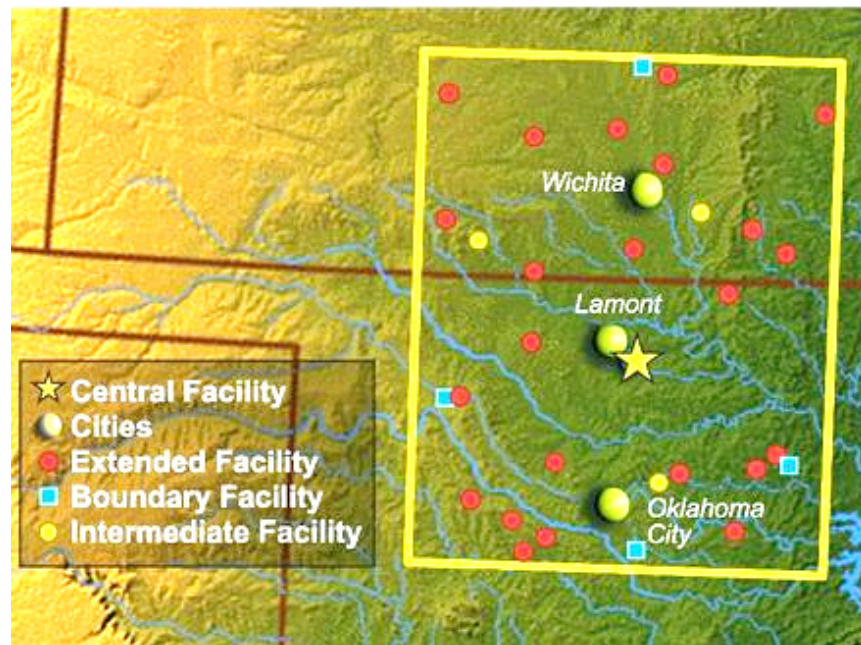 Wichita
Lamont
Central Facility
Cities
Extended Facility
Boundary Facility
Intermediate Facility
Oklahoma
City